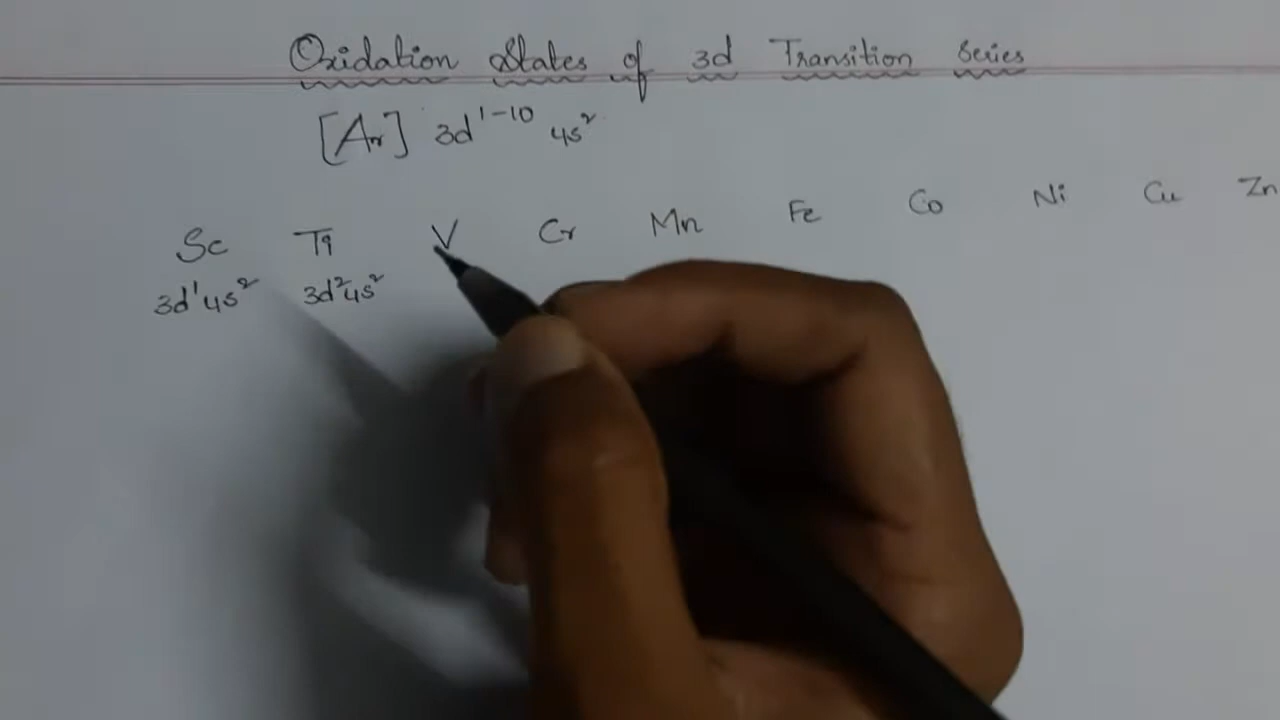 Oxidation States of 3d Transition Series
[Ar] 3d¹⁻¹⁰ 4s²
Sc Ti V Cr Mn Fe Co Ni Cu Zn
3d¹4s² 3d²4s²